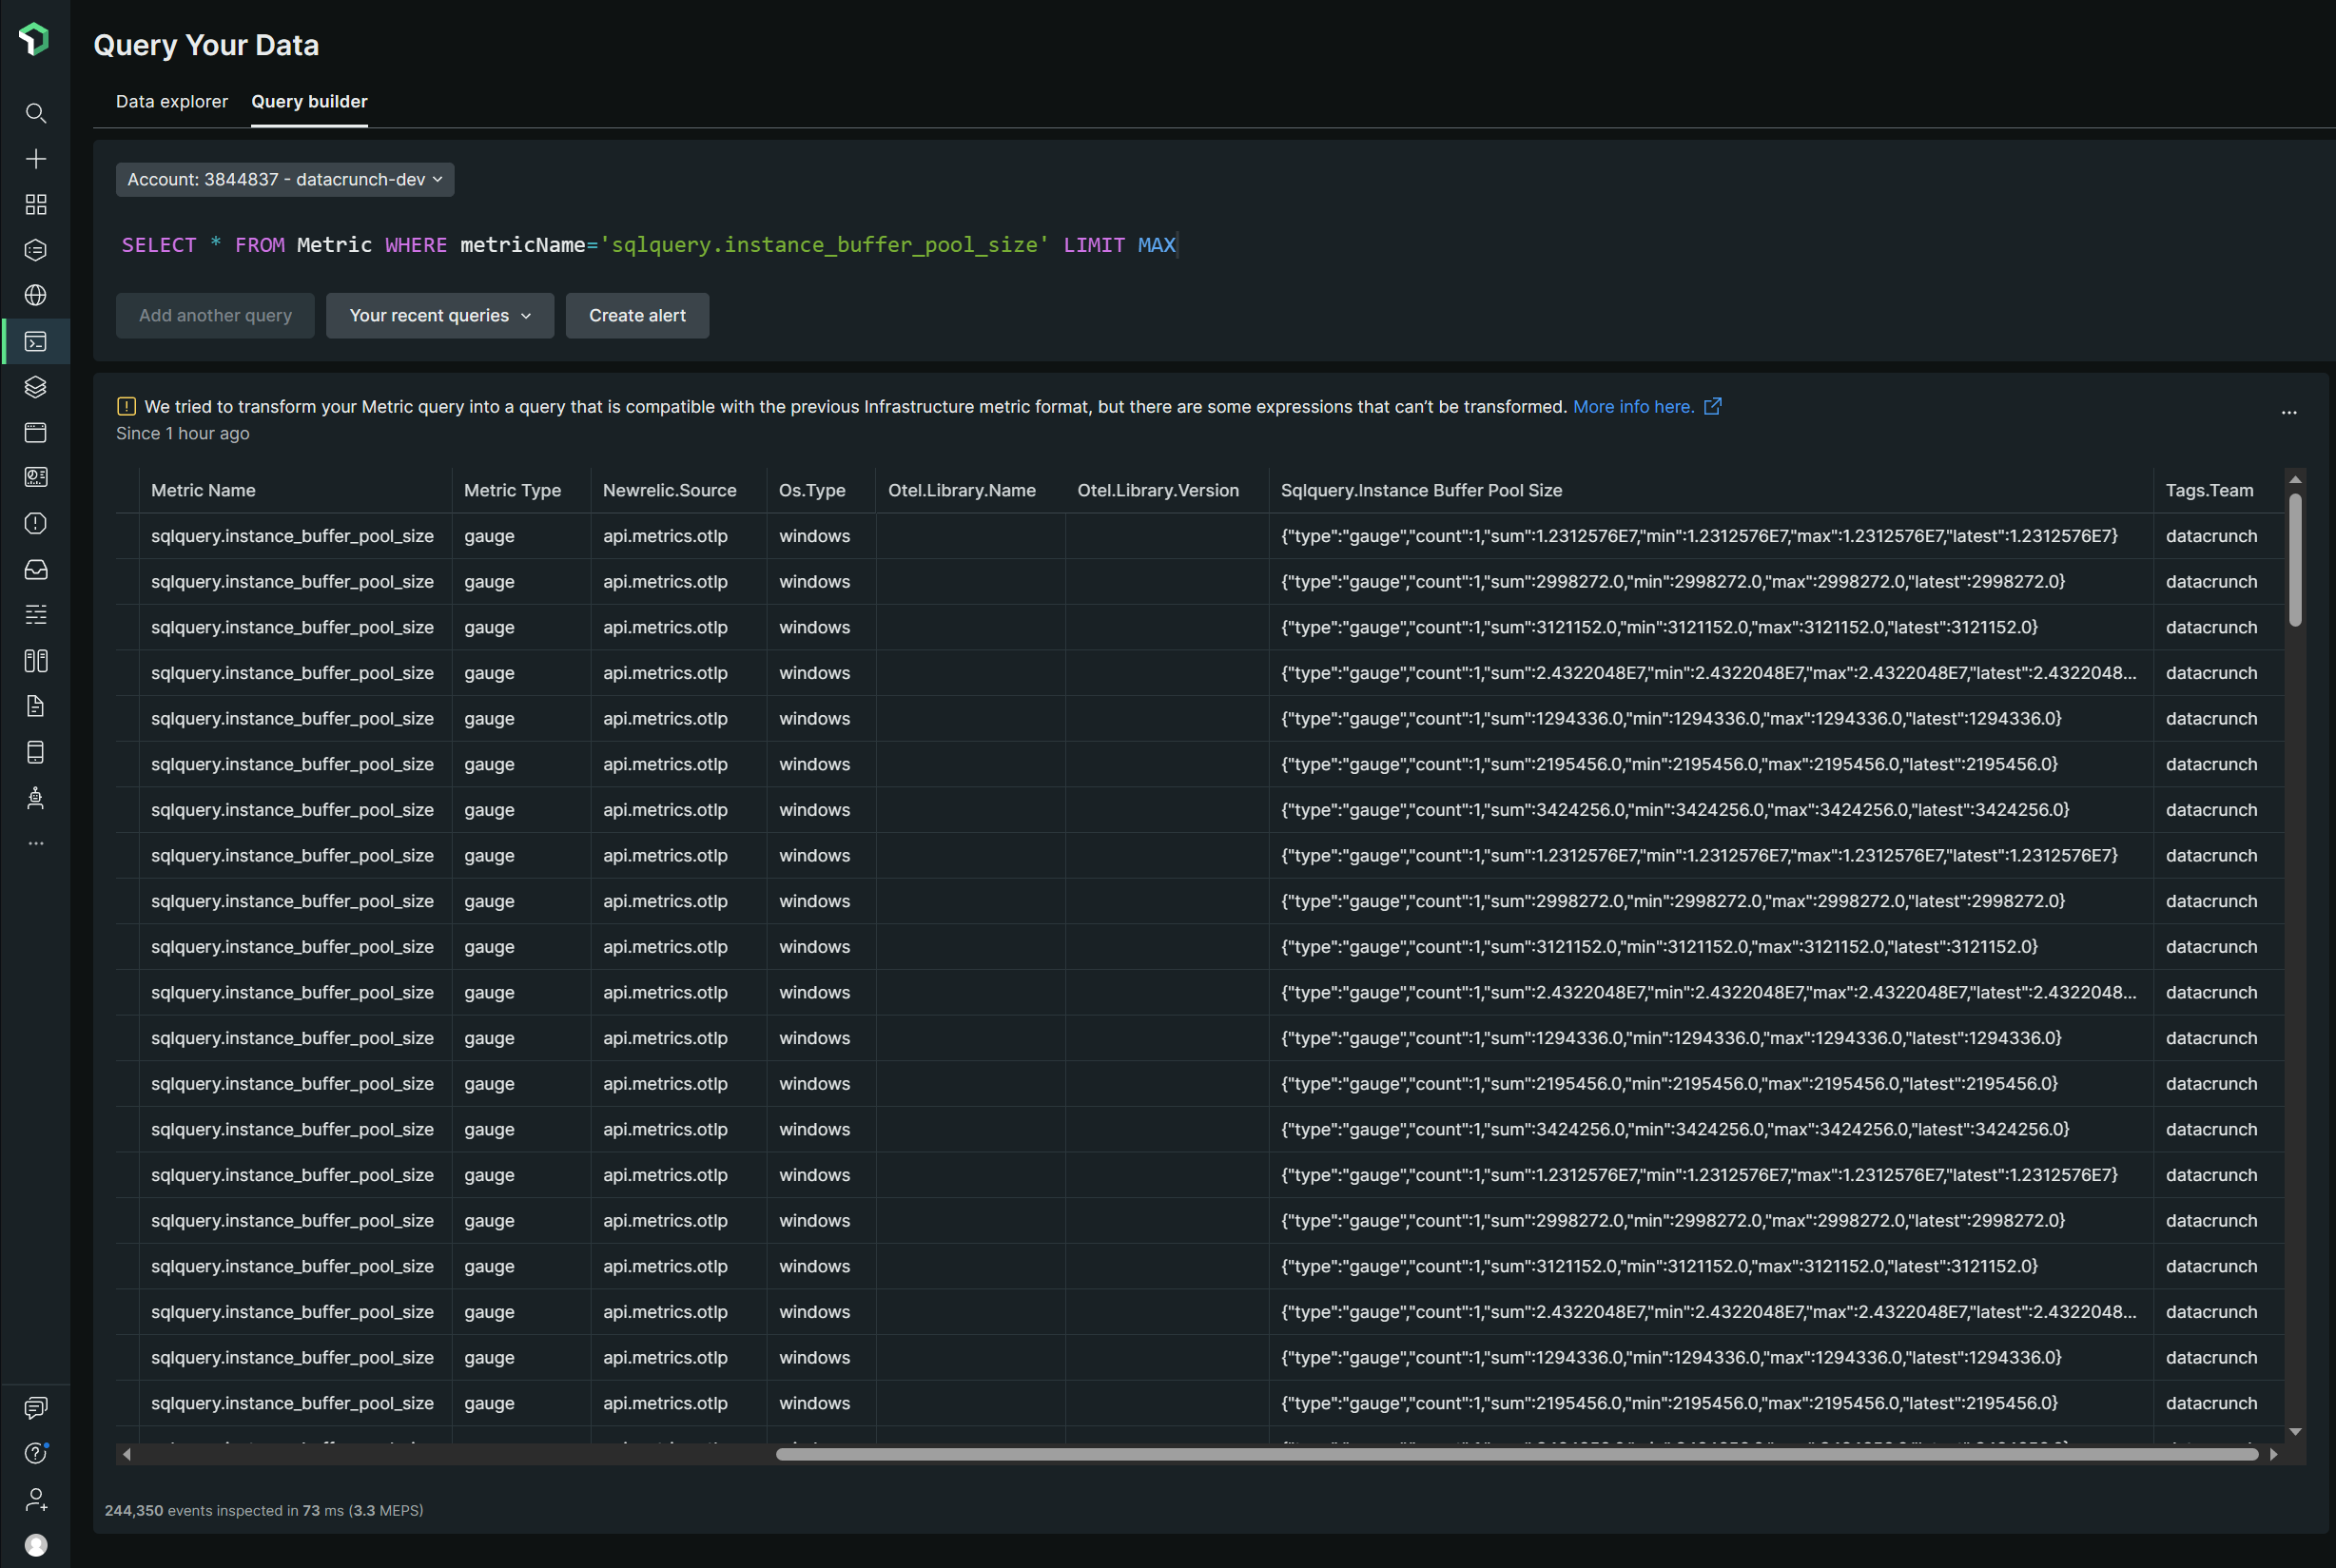 Query Your Data
Data explorer Query builder
Account: 3844837 - datacrunch-dev
SELECT * FROM Metric WHERE metricName='sqlquery.instance_buffer_pool_size' LIMIT MAX
Add another query Your recent queries Create alert
We tried to transform your Metric query into a query that is compatible with the previous Infrastructure metric format, but there are some expressions that can’t be transformed. More info here.
Since 1 hour ago
Metric Name Metric Type Newrelic.Source Os.Type Otel.Library.Name Otel.Library.Version Sqlquery.Instance Buffer Pool Size Tags.Team
sqlquery.instance_buffer_pool_size gauge api.metrics.otlp windows {"type":"gauge","count":1,"sum":1.2312576E7,"min":1.2312576E7,"max":1.2312576E7,"latest":1.2312576E7} datacrunch
sqlquery.instance_buffer_pool_size gauge api.metrics.otlp windows {"type":"gauge","count":1,"sum":2998272.0,"min":2998272.0,"max":2998272.0,"latest":2998272.0} datacrunch
sqlquery.instance_buffer_pool_size gauge api.metrics.otlp windows {"type":"gauge","count":1,"sum":3121152.0,"min":3121152.0,"max":3121152.0,"latest":3121152.0} datacrunch
sqlquery.instance_buffer_pool_size gauge api.metrics.otlp windows {"type":"gauge","count":1,"sum":2.4322048E7,"min":2.4322048E7,"max":2.4322048E7,"latest":2.4322048... datacrunch
sqlquery.instance_buffer_pool_size gauge api.metrics.otlp windows {"type":"gauge","count":1,"sum":1294336.0,"min":1294336.0,"max":1294336.0,"latest":1294336.0} datacrunch
sqlquery.instance_buffer_pool_size gauge api.metrics.otlp windows {"type":"gauge","count":1,"sum":2195456.0,"min":2195456.0,"max":2195456.0,"latest":2195456.0} datacrunch
sqlquery.instance_buffer_pool_size gauge api.metrics.otlp windows {"type":"gauge","count":1,"sum":3424256.0,"min":3424256.0,"max":3424256.0,"latest":3424256.0} datacrunch
sqlquery.instance_buffer_pool_size gauge api.metrics.otlp windows {"type":"gauge","count":1,"sum":1.2312576E7,"min":1.2312576E7,"max":1.2312576E7,"latest":1.2312576E7} datacrunch
sqlquery.instance_buffer_pool_size gauge api.metrics.otlp windows {"type":"gauge","count":1,"sum":2998272.0,"min":2998272.0,"max":2998272.0,"latest":2998272.0} datacrunch
sqlquery.instance_buffer_pool_size gauge api.metrics.otlp windows {"type":"gauge","count":1,"sum":3121152.0,"min":3121152.0,"max":3121152.0,"latest":3121152.0} datacrunch
sqlquery.instance_buffer_pool_size gauge api.metrics.otlp windows {"type":"gauge","count":1,"sum":2.4322048E7,"min":2.4322048E7,"max":2.4322048E7,"latest":2.4322048... datacrunch
sqlquery.instance_buffer_pool_size gauge api.metrics.otlp windows {"type":"gauge","count":1,"sum":1294336.0,"min":1294336.0,"max":1294336.0,"latest":1294336.0} datacrunch
sqlquery.instance_buffer_pool_size gauge api.metrics.otlp windows {"type":"gauge","count":1,"sum":2195456.0,"min":2195456.0,"max":2195456.0,"latest":2195456.0} datacrunch
sqlquery.instance_buffer_pool_size gauge api.metrics.otlp windows {"type":"gauge","count":1,"sum":3424256.0,"min":3424256.0,"max":3424256.0,"latest":3424256.0} datacrunch
sqlquery.instance_buffer_pool_size gauge api.metrics.otlp windows {"type":"gauge","count":1,"sum":1.2312576E7,"min":1.2312576E7,"max":1.2312576E7,"latest":1.2312576E7} datacrunch
sqlquery.instance_buffer_pool_size gauge api.metrics.otlp windows {"type":"gauge","count":1,"sum":2998272.0,"min":2998272.0,"max":2998272.0,"latest":2998272.0} datacrunch
sqlquery.instance_buffer_pool_size gauge api.metrics.otlp windows {"type":"gauge","count":1,"sum":3121152.0,"min":3121152.0,"max":3121152.0,"latest":3121152.0} datacrunch
sqlquery.instance_buffer_pool_size gauge api.metrics.otlp windows {"type":"gauge","count":1,"sum":2.4322048E7,"min":2.4322048E7,"max":2.4322048E7,"latest":2.4322048... datacrunch
sqlquery.instance_buffer_pool_size gauge api.metrics.otlp windows {"type":"gauge","count":1,"sum":1294336.0,"min":1294336.0,"max":1294336.0,"latest":1294336.0} datacrunch
sqlquery.instance_buffer_pool_size gauge api.metrics.otlp windows {"type":"gauge","count":1,"sum":2195456.0,"min":2195456.0,"max":2195456.0,"latest":2195456.0} datacrunch
244,350 events inspected in 73 ms (3.3 MEPS)